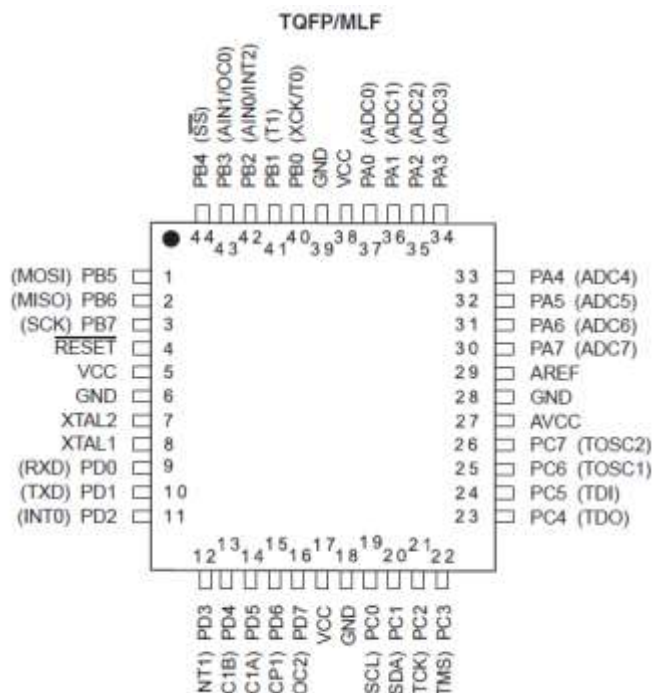 TQFP/MLF
PB4 (SS)
PB3 (AIN1/OC0)
PB2 (AIN0/INT2)
PB1 (T1)
PB0 (XCK/T0)
GND
VCC
PA0 (ADC0)
PA1 (ADC1)
PA2 (ADC2)
PA3 (ADC3)
44 43 42 41 40 39 38 37 36 35 34
(MOSI) PB5 1
(MISO) PB6 2
(SCK) PB7 3
RESET 4
VCC 5
GND 6
XTAL2 7
XTAL1 8
(RXD) PD0 9
(TXD) PD1 10
(INT0) PD2 11
33 PA4 (ADC4)
32 PA5 (ADC5)
31 PA6 (ADC6)
30 PA7 (ADC7)
29 AREF
28 GND
27 AVCC
26 PC7 (TOSC2)
25 PC6 (TOSC1)
24 PC5 (TDI)
23 PC4 (TDO)
12 13 14 15 16 17 18 19 20 21 22
NT1) PD3
C1B) PD4
C1A) PD5
CP1) PD6
OC2) PD7
VCC
GND
SCL) PC0
SDA) PC1
TCK) PC2
TMS) PC3